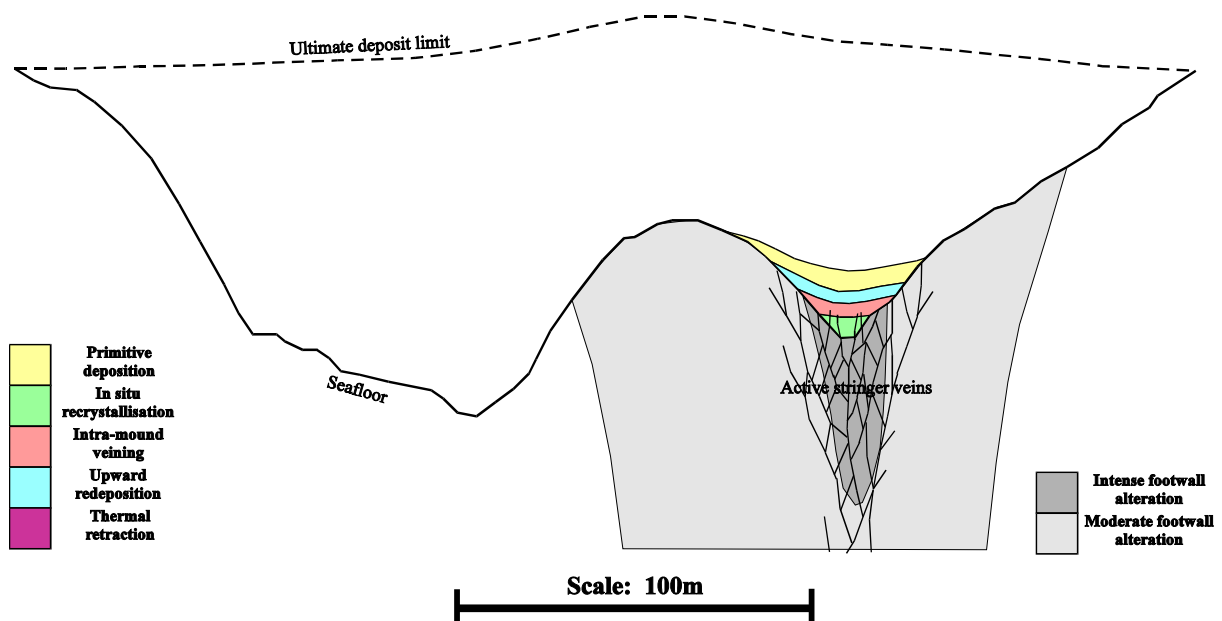 Ultimate deposit limit
Seafloor
Active stringer veins
Primitive
deposition
In situ
recrystallisation
Intra-mound
veining
Upward
redeposition
Thermal
retraction
Intense footwall
alteration
Moderate footwall
alteration
Scale: 100m